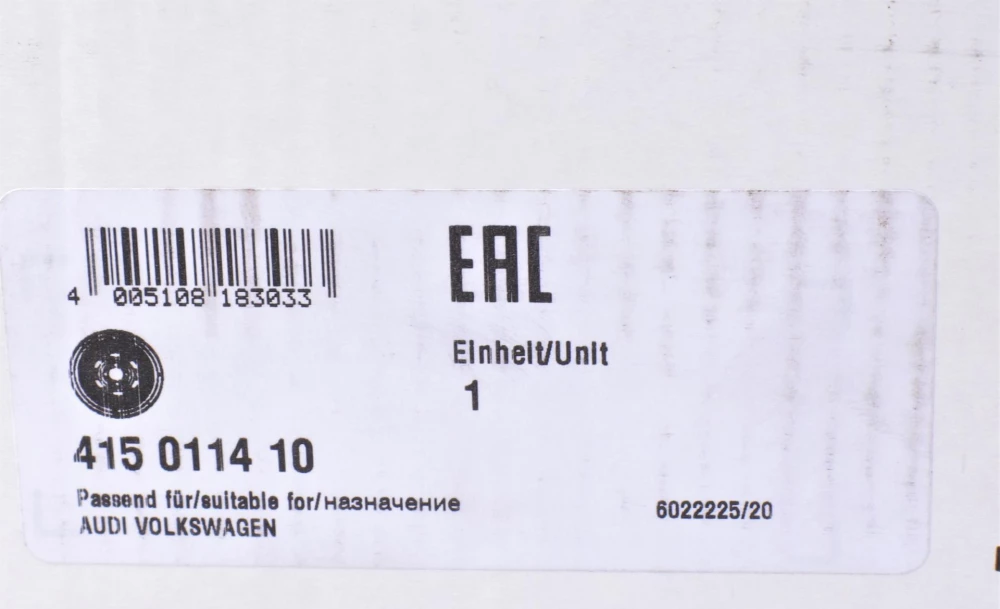 4 005108 183033
EAC
Einheit/Unit
1
415 0114 10
Passend für/suitable for/назначение
AUDI VOLKSWAGEN
6022225/20